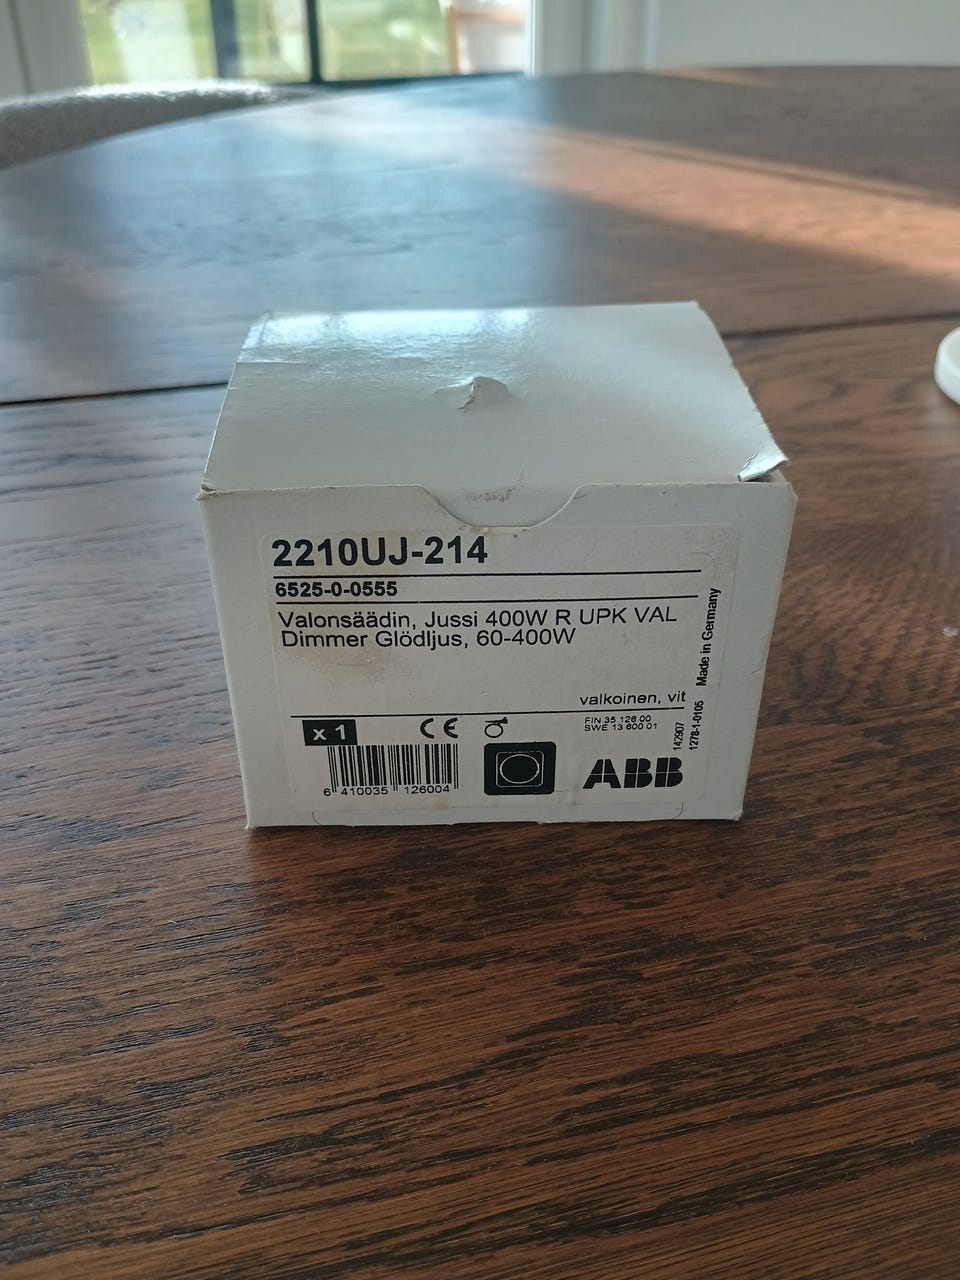 2210UJ-214
6525-0-0555
Valonsäädin, Jussi 400W R UPK VAL
Dimmer Glödljus, 60-400W
valkoinen, vit
Made in Germany
x 1
CE
FIN 35 126 00
SWE 13 600 01
142907
1278-1-0105
6 410035 126004
ABB